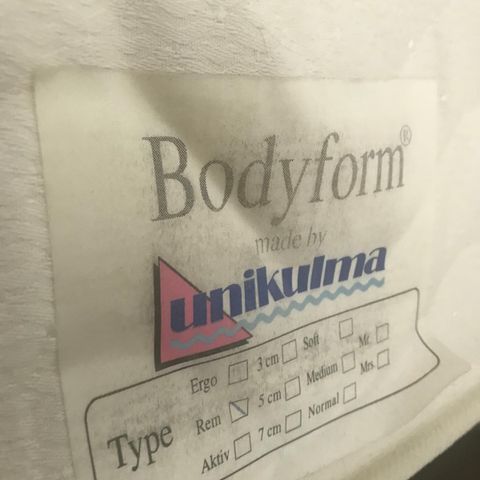 Bodyform®
made by
unikulma
Type
Ergo 3 cm Soft Mr.
Rem 5 cm Medium Mrs.
Aktiv 7 cm Normal